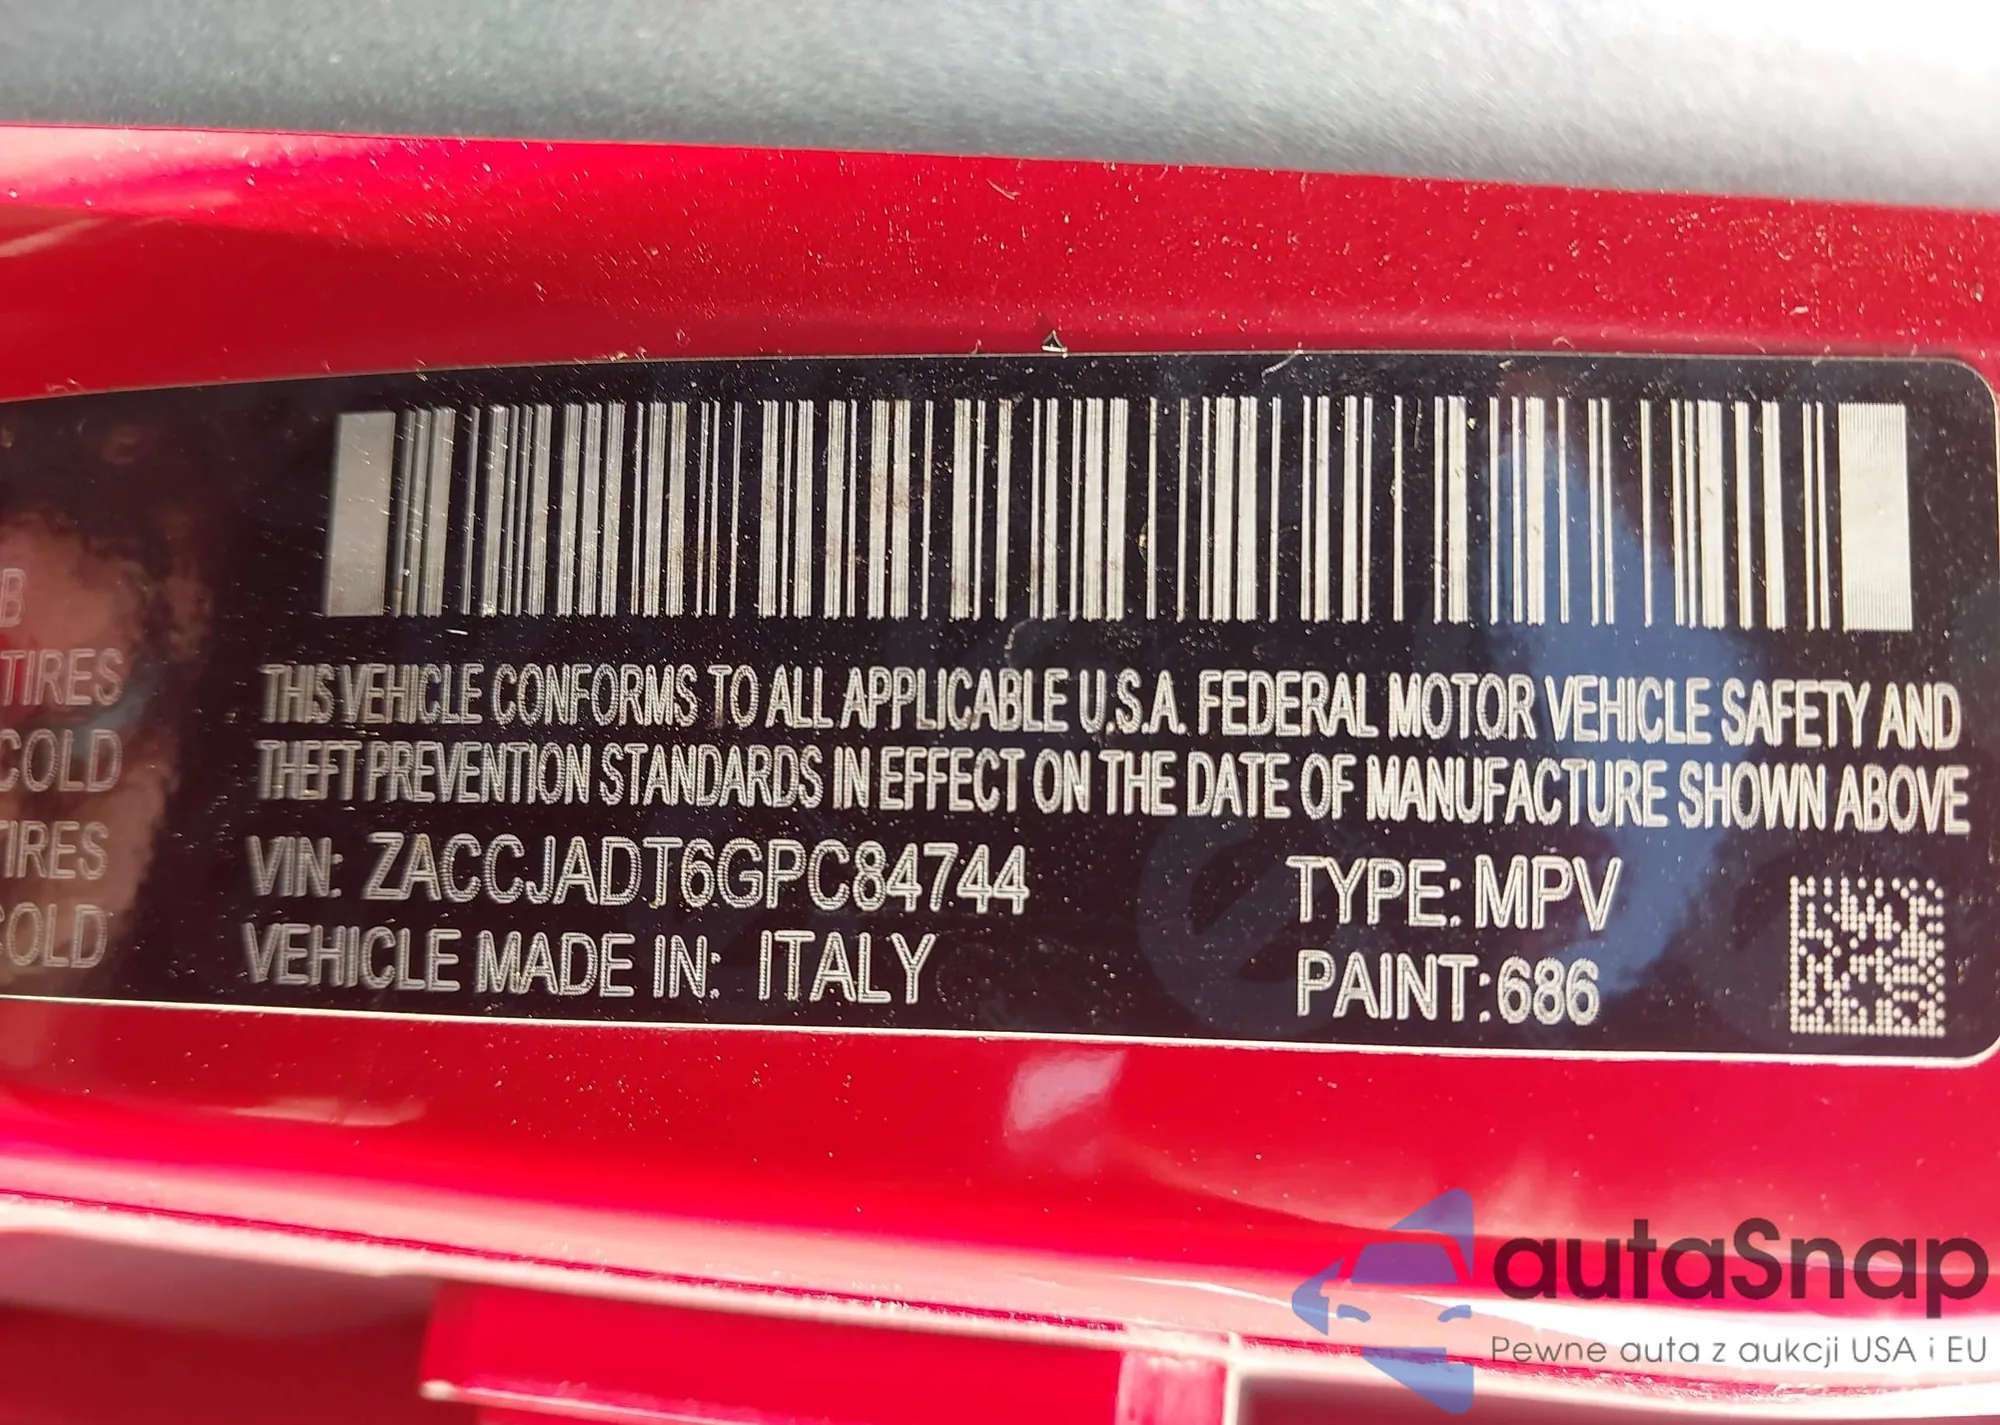 B
TIRES
COLD
TIRES
COLD
THIS VEHICLE CONFORMS TO ALL APPLICABLE U.S.A. FEDERAL MOTOR VEHICLE SAFETY AND
THEFT PREVENTION STANDARDS IN EFFECT ON THE DATE OF MANUFACTURE SHOWN ABOVE
VIN: ZACCJADT6GPC84744
TYPE: MPV
VEHICLE MADE IN: ITALY
PAINT: 686
autaSnap
Pewne auta z aukcji USA i EU